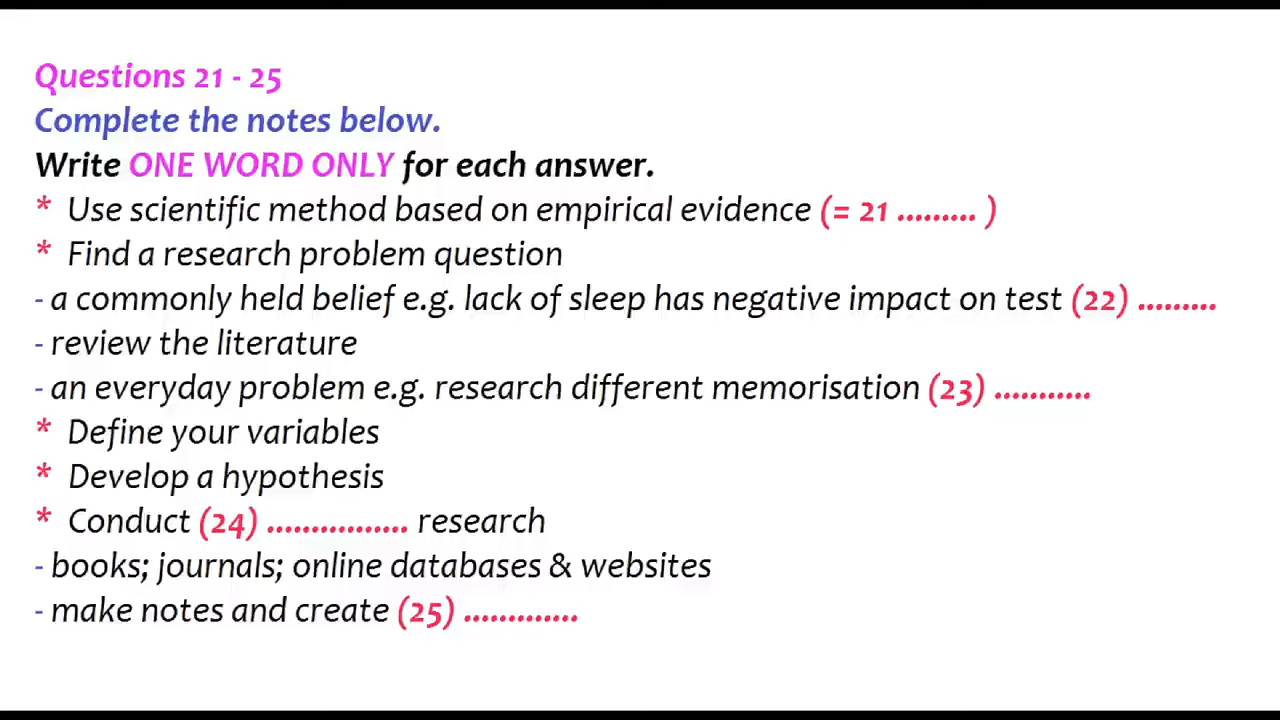 Questions 21 - 25
Complete the notes below.
Write ONE WORD ONLY for each answer.
* Use scientific method based on empirical evidence (= 21 ......... )
* Find a research problem question
- a commonly held belief e.g. lack of sleep has negative impact on test (22) .........
- review the literature
- an everyday problem e.g. research different memorisation (23) ...........
* Define your variables
* Develop a hypothesis
* Conduct (24) ................ research
- books; journals; online databases & websites
- make notes and create (25) .............